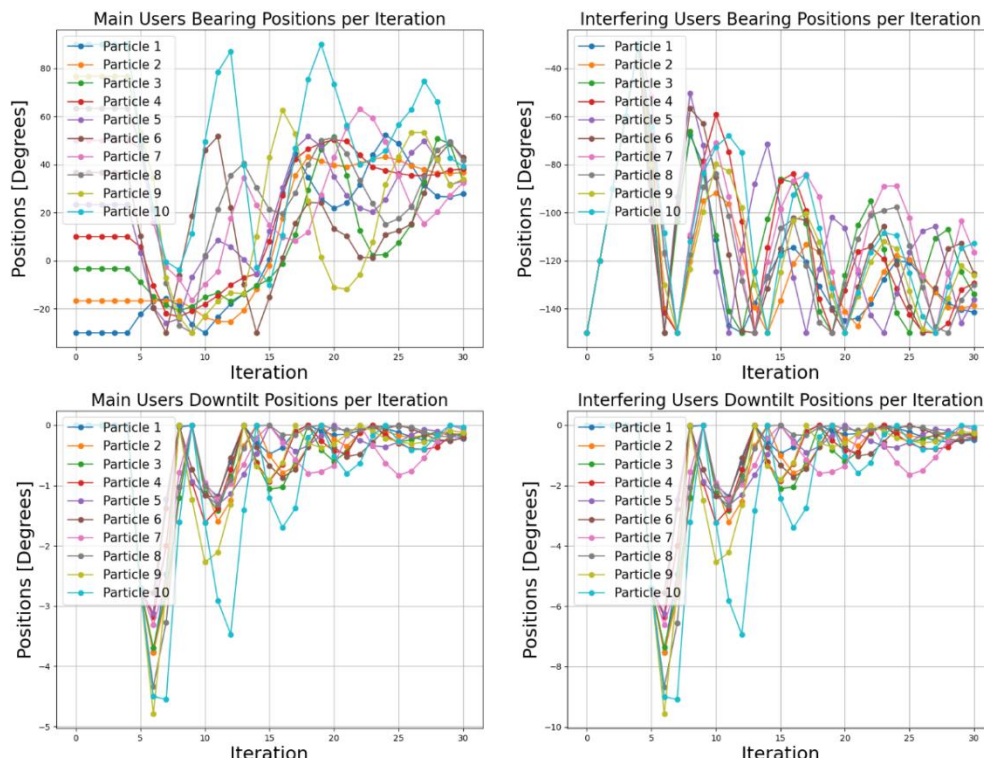 Main Users Bearing Positions per Iteration
Positions [Degrees]
80
60
40
20
0
−20
Particle 1
Particle 2
Particle 3
Particle 4
Particle 5
Particle 6
Particle 7
Particle 8
Particle 9
Particle 10
0 5 10 15 20 25 30
Iteration
Interfering Users Bearing Positions per Iteration
Positions [Degrees]
−40
−60
−80
−100
−120
−140
Particle 1
Particle 2
Particle 3
Particle 4
Particle 5
Particle 6
Particle 7
Particle 8
Particle 9
Particle 10
0 5 10 15 20 25 30
Iteration
Main Users Downtilt Positions per Iteration
Positions [Degrees]
0
−1
−2
−3
−4
−5
Particle 1
Particle 2
Particle 3
Particle 4
Particle 5
Particle 6
Particle 7
Particle 8
Particle 9
Particle 10
0 5 10 15 20 25 30
Iteration
Interfering Users Downtilt Positions per Iteration
Positions [Degrees]
0
−2
−4
−6
−8
−10
Particle 1
Particle 2
Particle 3
Particle 4
Particle 5
Particle 6
Particle 7
Particle 8
Particle 9
Particle 10
0 5 10 15 20 25 30
Iteration